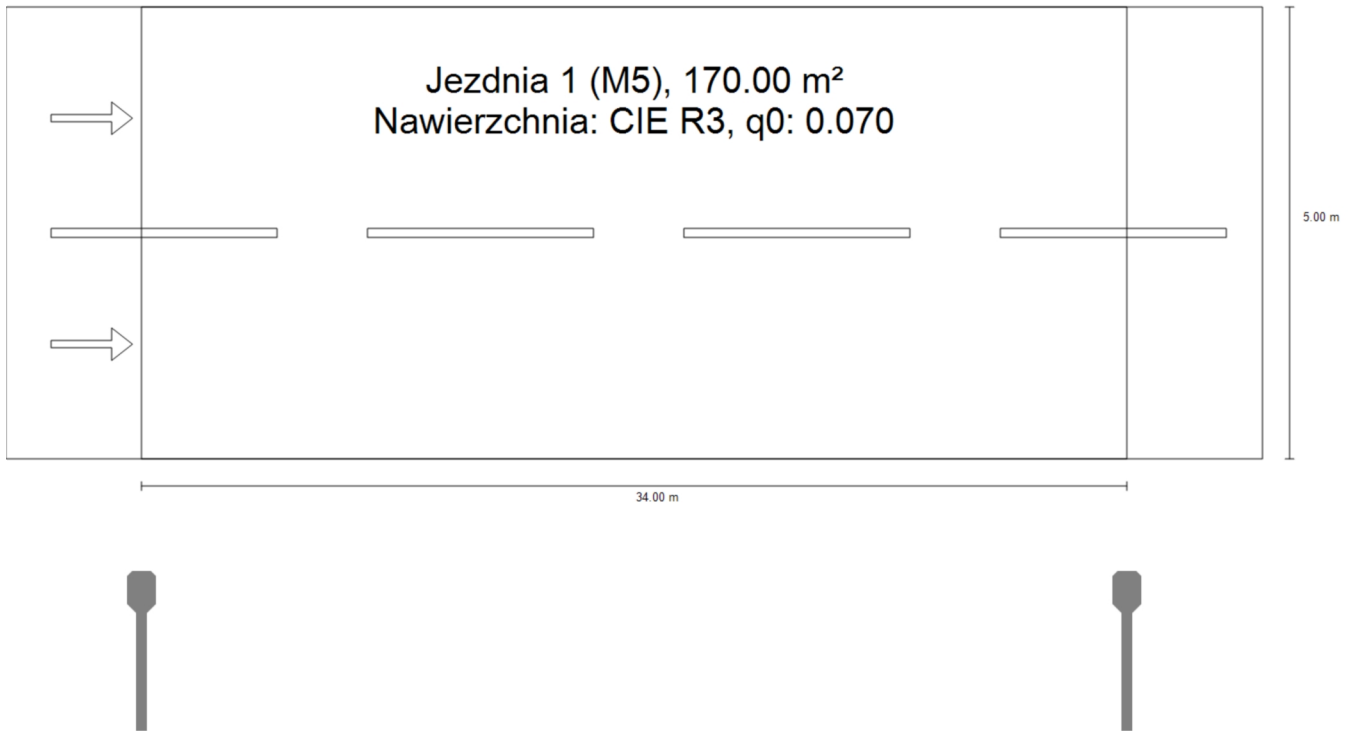 Jezdnia 1 (M5), 170.00 m²
Nawierzchnia: CIE R3, q0: 0.070
5.00 m
34.00 m